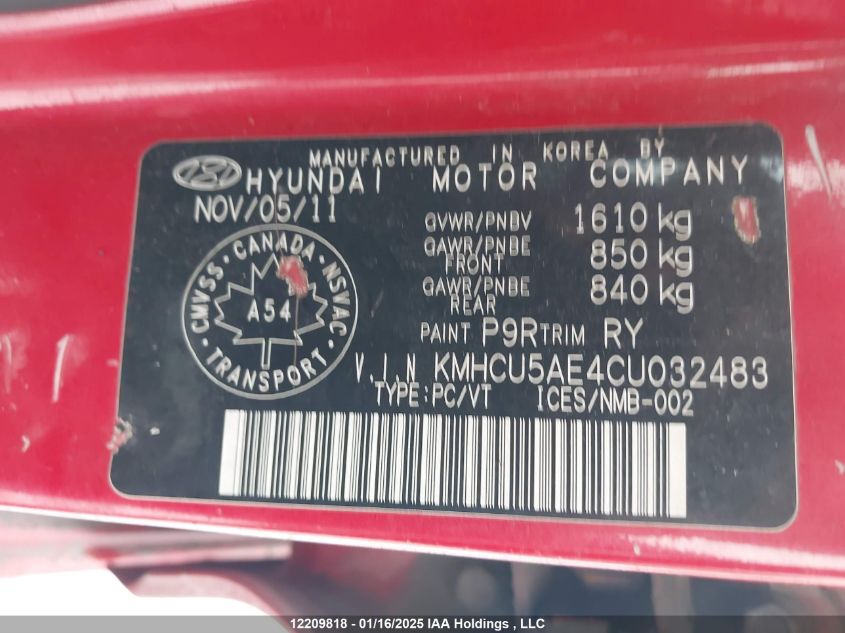 MANUFACTURED IN KOREA BY
HYUNDAI MOTOR COMPANY
NOV/05/11
GVWR/PNBV 1610 kg
GAWR/PNBE FRONT 850 kg
GAWR/PNBE REAR 840 kg
CMVSS · CANADA · NSVAC · TRANSPORT ·
A54
PAINT P9R TRIM RY
V.I.N KMHCU5AE4CU032483
TYPE:PC/VT ICES/NMB-002
12209818 - 01/16/2025 IAA Holdings , LLC